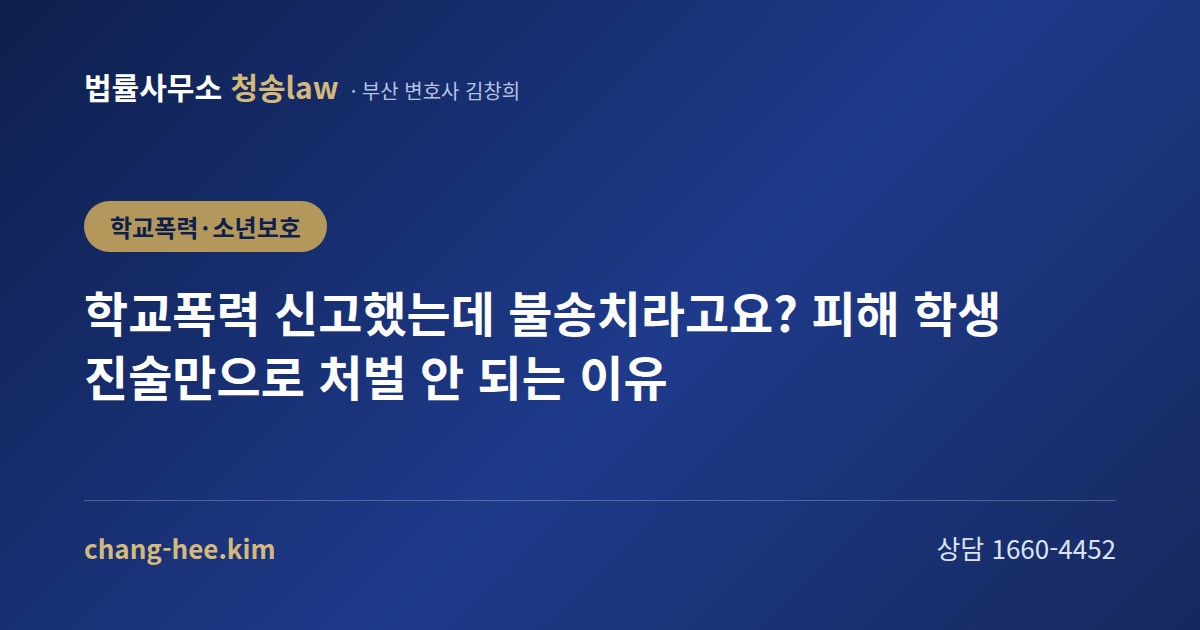 법률사무소 청송law · 부산 변호사 김창희
학교폭력·소년보호
학교폭력 신고했는데 불송치라고요? 피해 학생
진술만으로 처벌 안 되는 이유
chang-hee.kim
상담 1660-4452